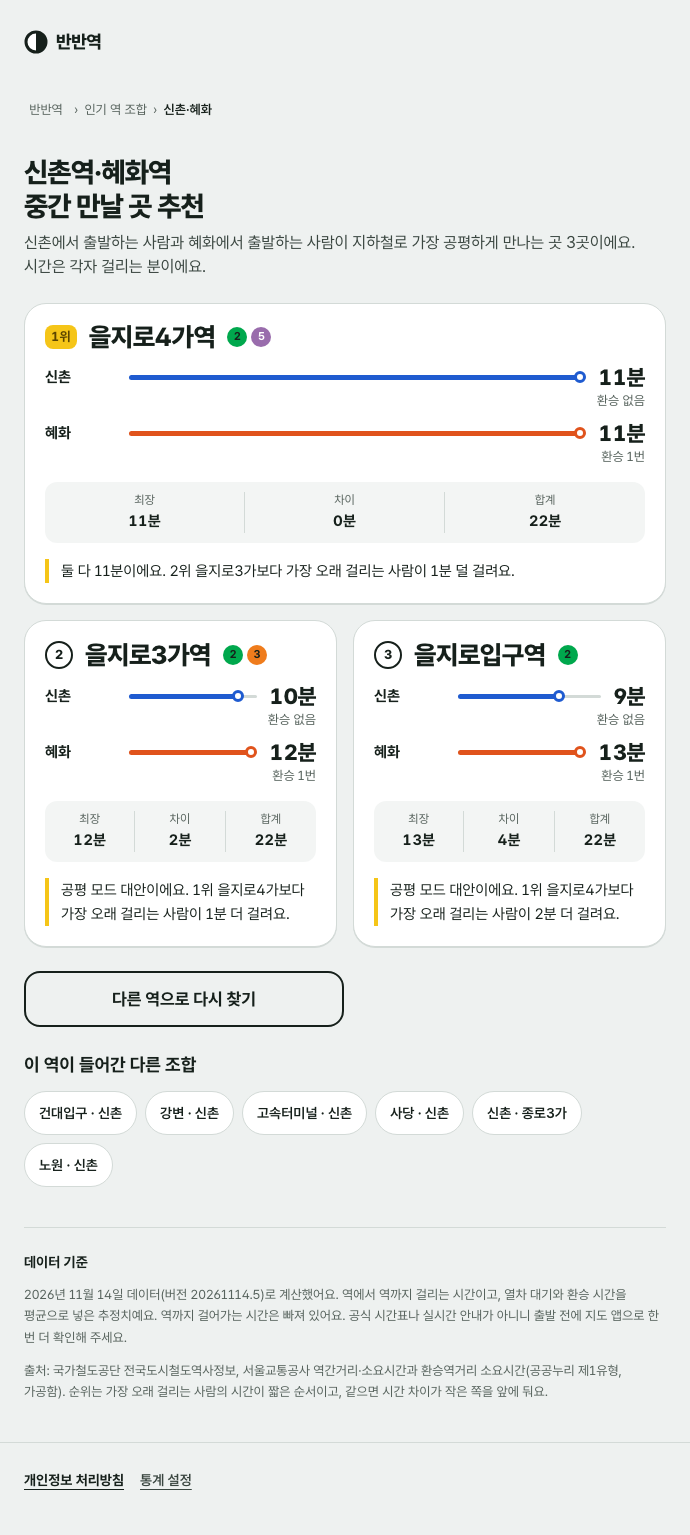 반반역
반반역 › 인기 역 조합 › 신촌·혜화
신촌역·혜화역
중간 만날 곳 추천
신촌에서 출발하는 사람과 혜화에서 출발하는 사람이 지하철로 가장 공평하게 만나는 곳 3곳이에요.
시간은 각자 걸리는 분이에요.
1위 을지로4가역 2 5
신촌 11분
환승 없음
혜화 11분
환승 1번
최장 차이 합계
11분 0분 22분
둘 다 11분이에요. 2위 을지로3가보다 가장 오래 걸리는 사람이 1분 덜 걸려요.
2 을지로3가역 2 3
신촌 10분
환승 없음
혜화 12분
환승 1번
최장 차이 합계
12분 2분 22분
공평 모드 대안이에요. 1위 을지로4가보다
가장 오래 걸리는 사람이 1분 더 걸려요.
3 을지로입구역 2
신촌 9분
환승 없음
혜화 13분
환승 1번
최장 차이 합계
13분 4분 22분
공평 모드 대안이에요. 1위 을지로4가보다
가장 오래 걸리는 사람이 2분 더 걸려요.
다른 역으로 다시 찾기
이 역이 들어간 다른 조합
건대입구 · 신촌 강변 · 신촌 고속터미널 · 신촌 사당 · 신촌 신촌 · 종로3가
노원 · 신촌
데이터 기준
2026년 11월 14일 데이터(버전 20261114.5)로 계산했어요. 역에서 역까지 걸리는 시간이고, 열차 대기와 환승 시간을
평균으로 넣은 추정치예요. 역까지 걸어가는 시간은 빠져 있어요. 공식 시간표나 실시간 안내가 아니니 출발 전에 지도 앱으로 한
번 더 확인해 주세요.
출처: 국가철도공단 전국도시철도역사정보, 서울교통공사 역간거리·소요시간과 환승역거리 소요시간(공공누리 제1유형,
가공함). 순위는 가장 오래 걸리는 사람의 시간이 짧은 순서이고, 같으면 시간 차이가 작은 쪽을 앞에 둬요.
개인정보 처리방침 통계 설정